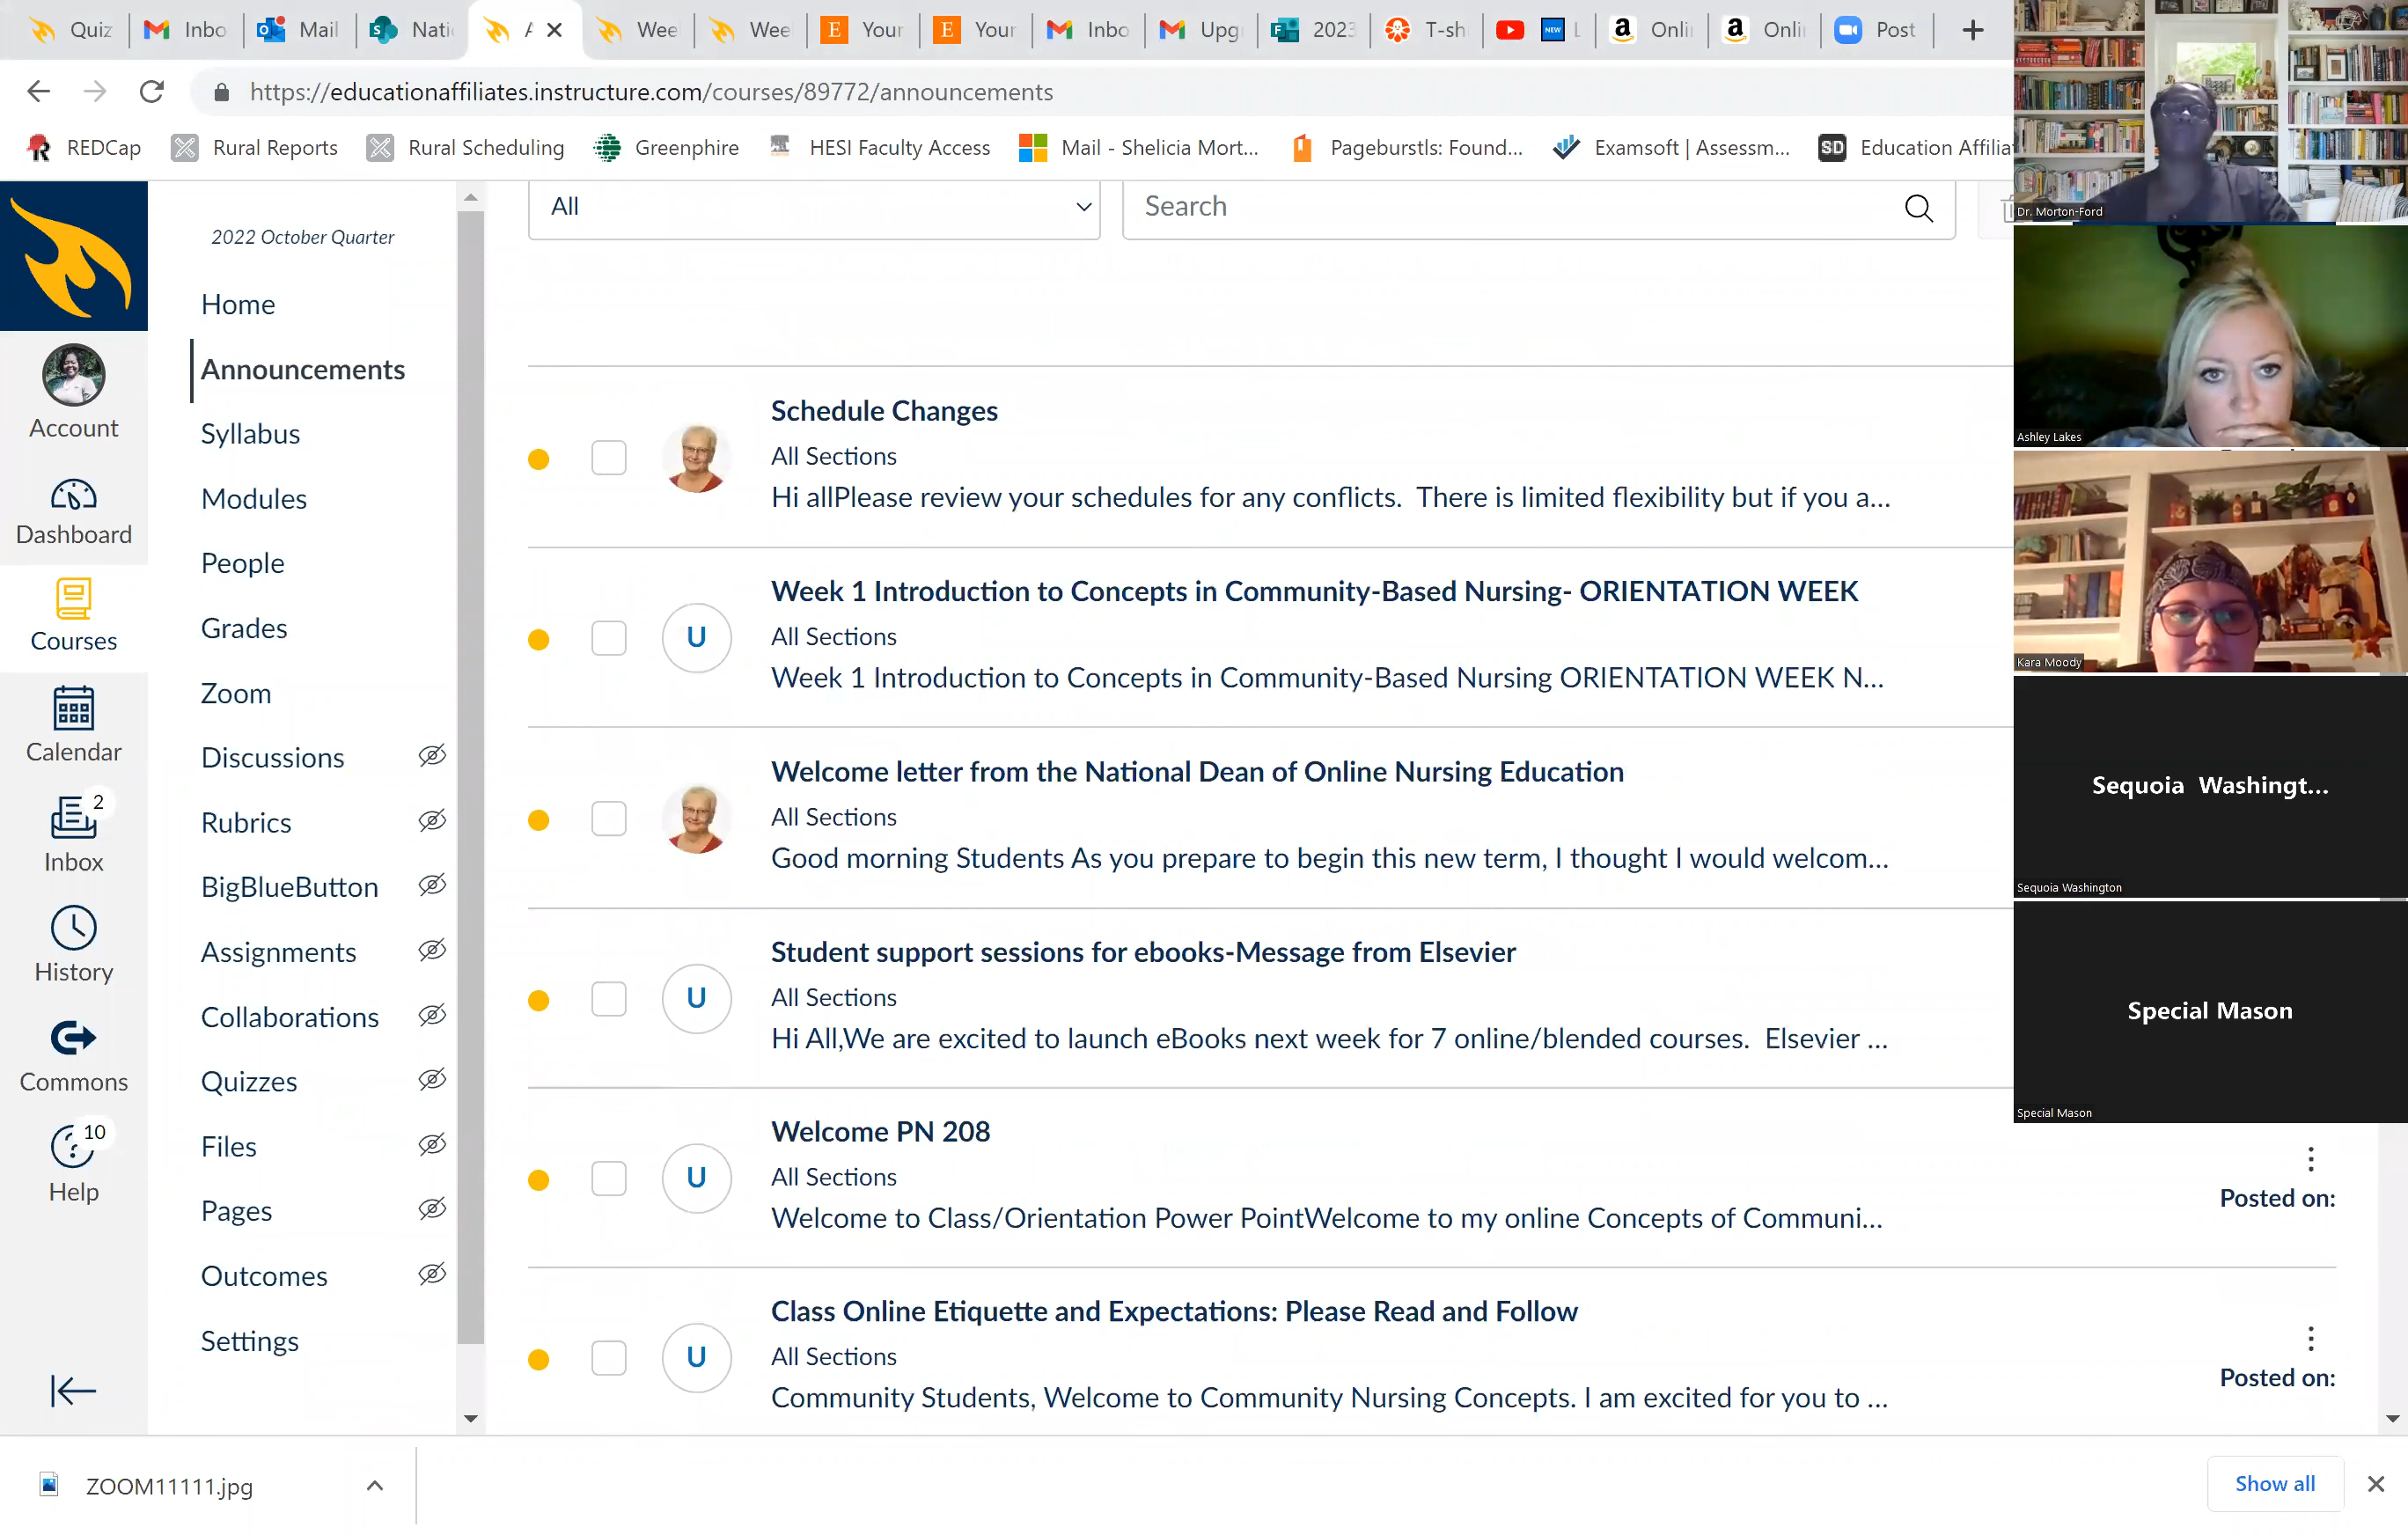 Quiz
Inbo
Mail
Nati
A
Wee
Wee
Your
Your
Inbo
Upg
2023
T-sh
NEW
Onli
Onli
Post
https://educationaffiliates.instructure.com/courses/89772/announcements
REDCap
Rural Reports
Rural Scheduling
Greenphire
HESI Faculty Access
Mail - Shelicia Mort...
Pageburstls: Found...
Examsoft | Assessm...
SD Education Affilia
Account
Dashboard
Courses
Calendar
2
Inbox
History
Commons
10
Help
2022 October Quarter
Home
Announcements
Syllabus
Modules
People
Grades
Zoom
Discussions
Rubrics
BigBlueButton
Assignments
Collaborations
Quizzes
Files
Pages
Outcomes
Settings
All
Search
Schedule Changes
All Sections
Hi allPlease review your schedules for any conflicts.  There is limited flexibility but if you a...
U
Week 1 Introduction to Concepts in Community-Based Nursing- ORIENTATION WEEK
All Sections
Week 1 Introduction to Concepts in Community-Based Nursing ORIENTATION WEEK N...
Welcome letter from the National Dean of Online Nursing Education
All Sections
Good morning Students As you prepare to begin this new term, I thought I would welcom...
U
Student support sessions for ebooks-Message from Elsevier
All Sections
Hi All,We are excited to launch eBooks next week for 7 online/blended courses.  Elsevier ...
U
Welcome PN 208
All Sections
Welcome to Class/Orientation Power PointWelcome to my online Concepts of Communi...
Posted on:
U
Class Online Etiquette and Expectations: Please Read and Follow
All Sections
Community Students, Welcome to Community Nursing Concepts. I am excited for you to ...
Posted on:
Dr. Morton-Ford
Ashley Lakes
Kara Moody
Sequoia  Washingt...
Sequoia Washington
Special Mason
Special Mason
ZOOM11111.jpg
Show all